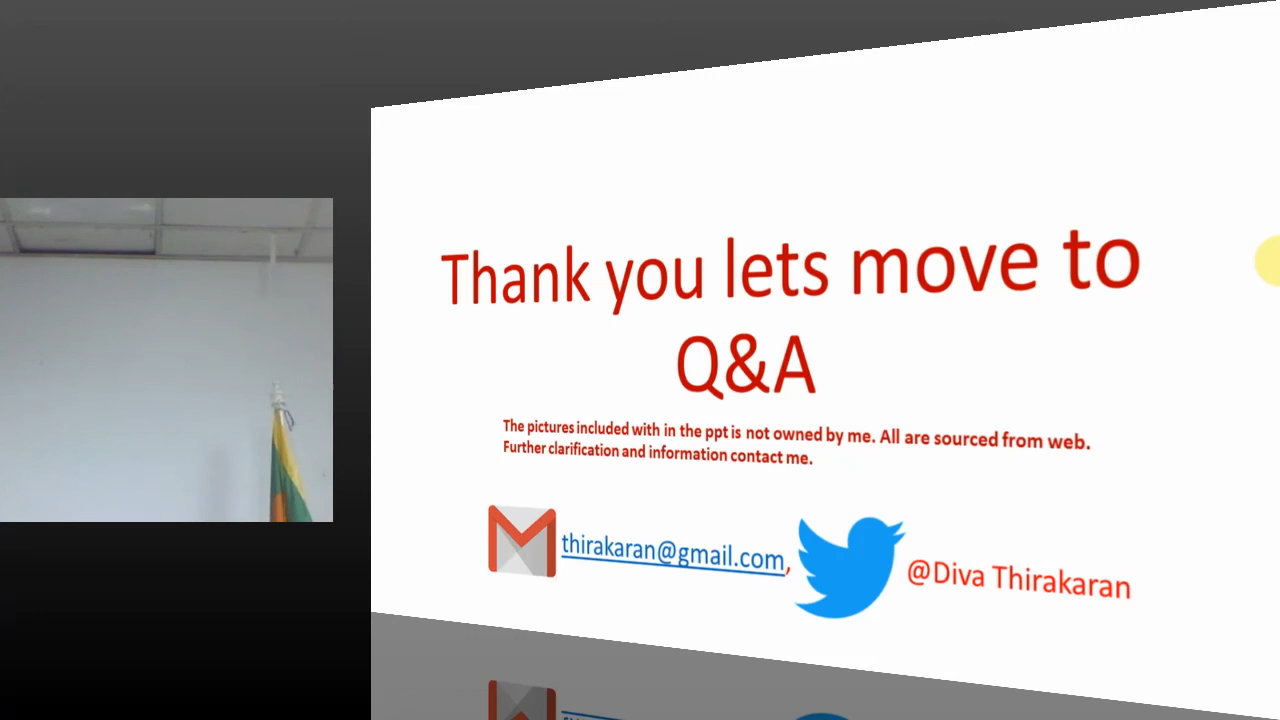 Thank you lets move to
Q&A
The pictures included with in the ppt is not owned by me. All are sourced from web.
Further clarification and information contact me.
thirakaran@gmail.com, @Diva Thirakaran